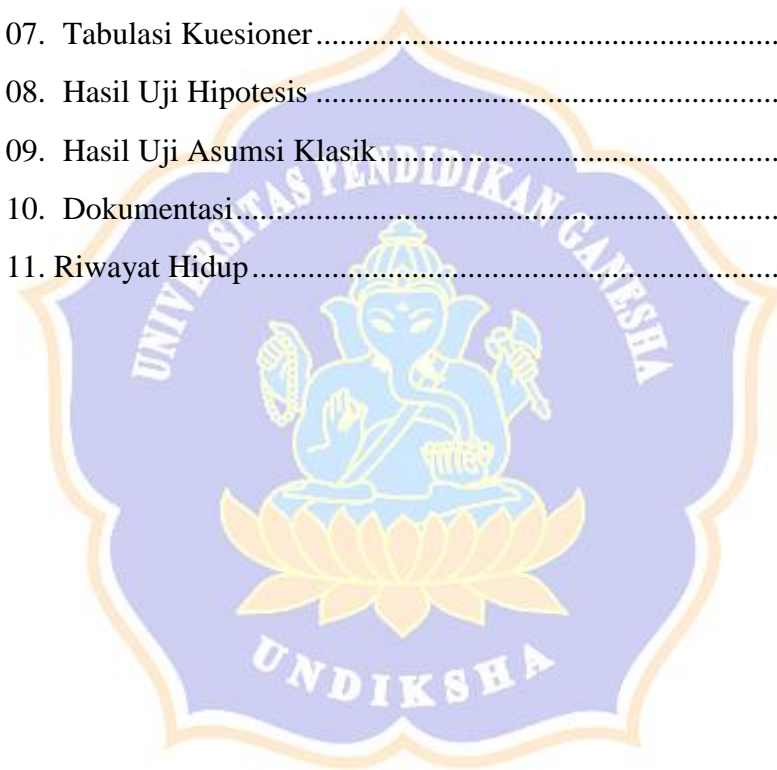 07. Tabulasi Kuesioner................................................................
08. Hasil Uji Hipotesis ................................................................
09. Hasil Uji Asumsi Klasik........................................................
10. Dokumentasi..........................................................................
11. Riwayat Hidup.......................................................................
UNIVERSITAS PENDIDIKAN GANESHA
UNDIKSHA